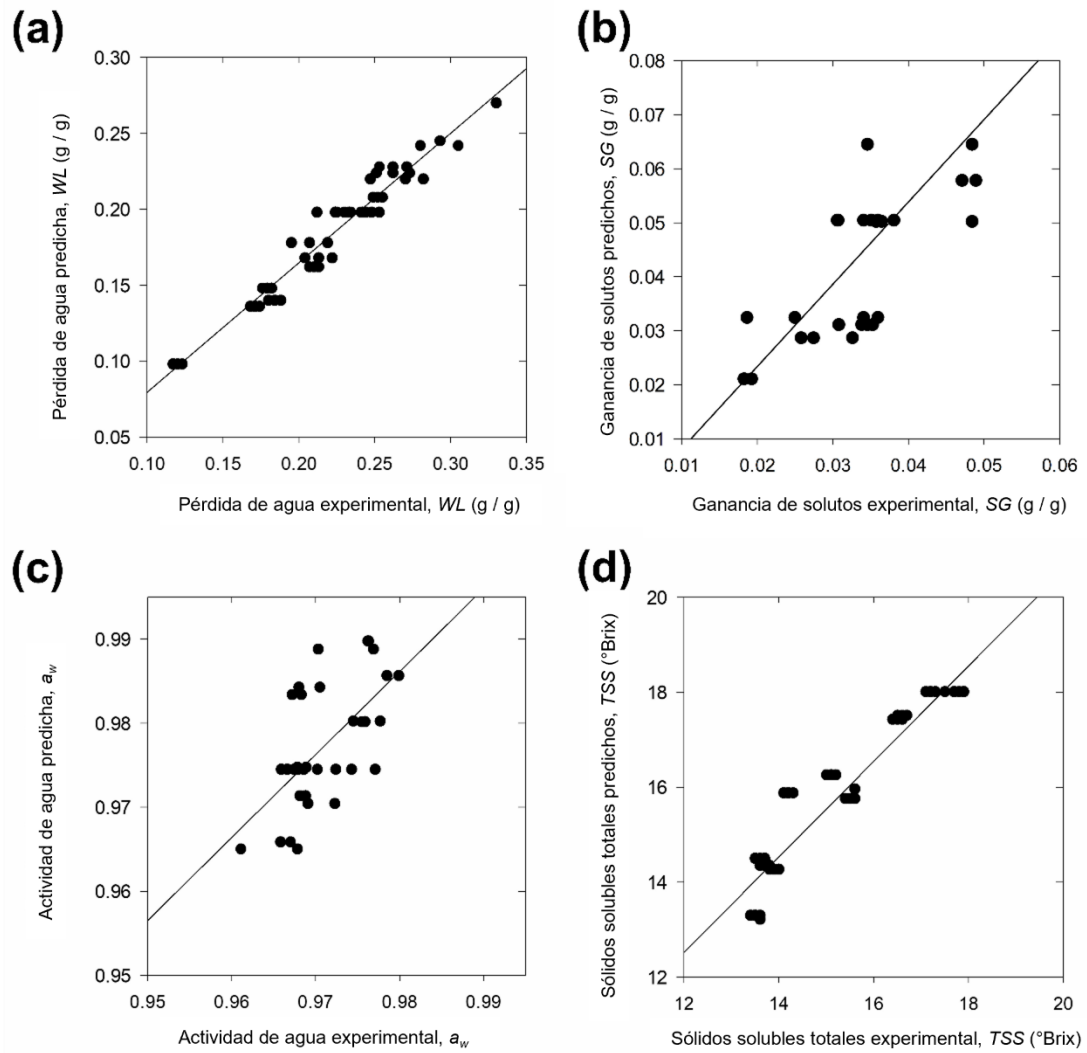 (a)
0.30
0.25
0.20
0.15
0.10
0.05
Pérdida de agua predicha, WL (g / g)
0.10 0.15 0.20 0.25 0.30 0.35
Pérdida de agua experimental, WL (g / g)
(b)
0.08
0.07
0.06
0.05
0.04
0.03
0.02
0.01
Ganancia de solutos predichos, SG (g / g)
0.01 0.02 0.03 0.04 0.05 0.06
Ganancia de solutos experimental, SG (g / g)
(c)
0.99
0.98
0.97
0.96
0.95
Actividad de agua predicha, aw
0.95 0.96 0.97 0.98 0.99
Actividad de agua experimental, aw
(d)
20
18
16
14
12
Sólidos solubles totales predichos, TSS (°Brix)
12 14 16 18 20
Sólidos solubles totales experimental, TSS (°Brix)